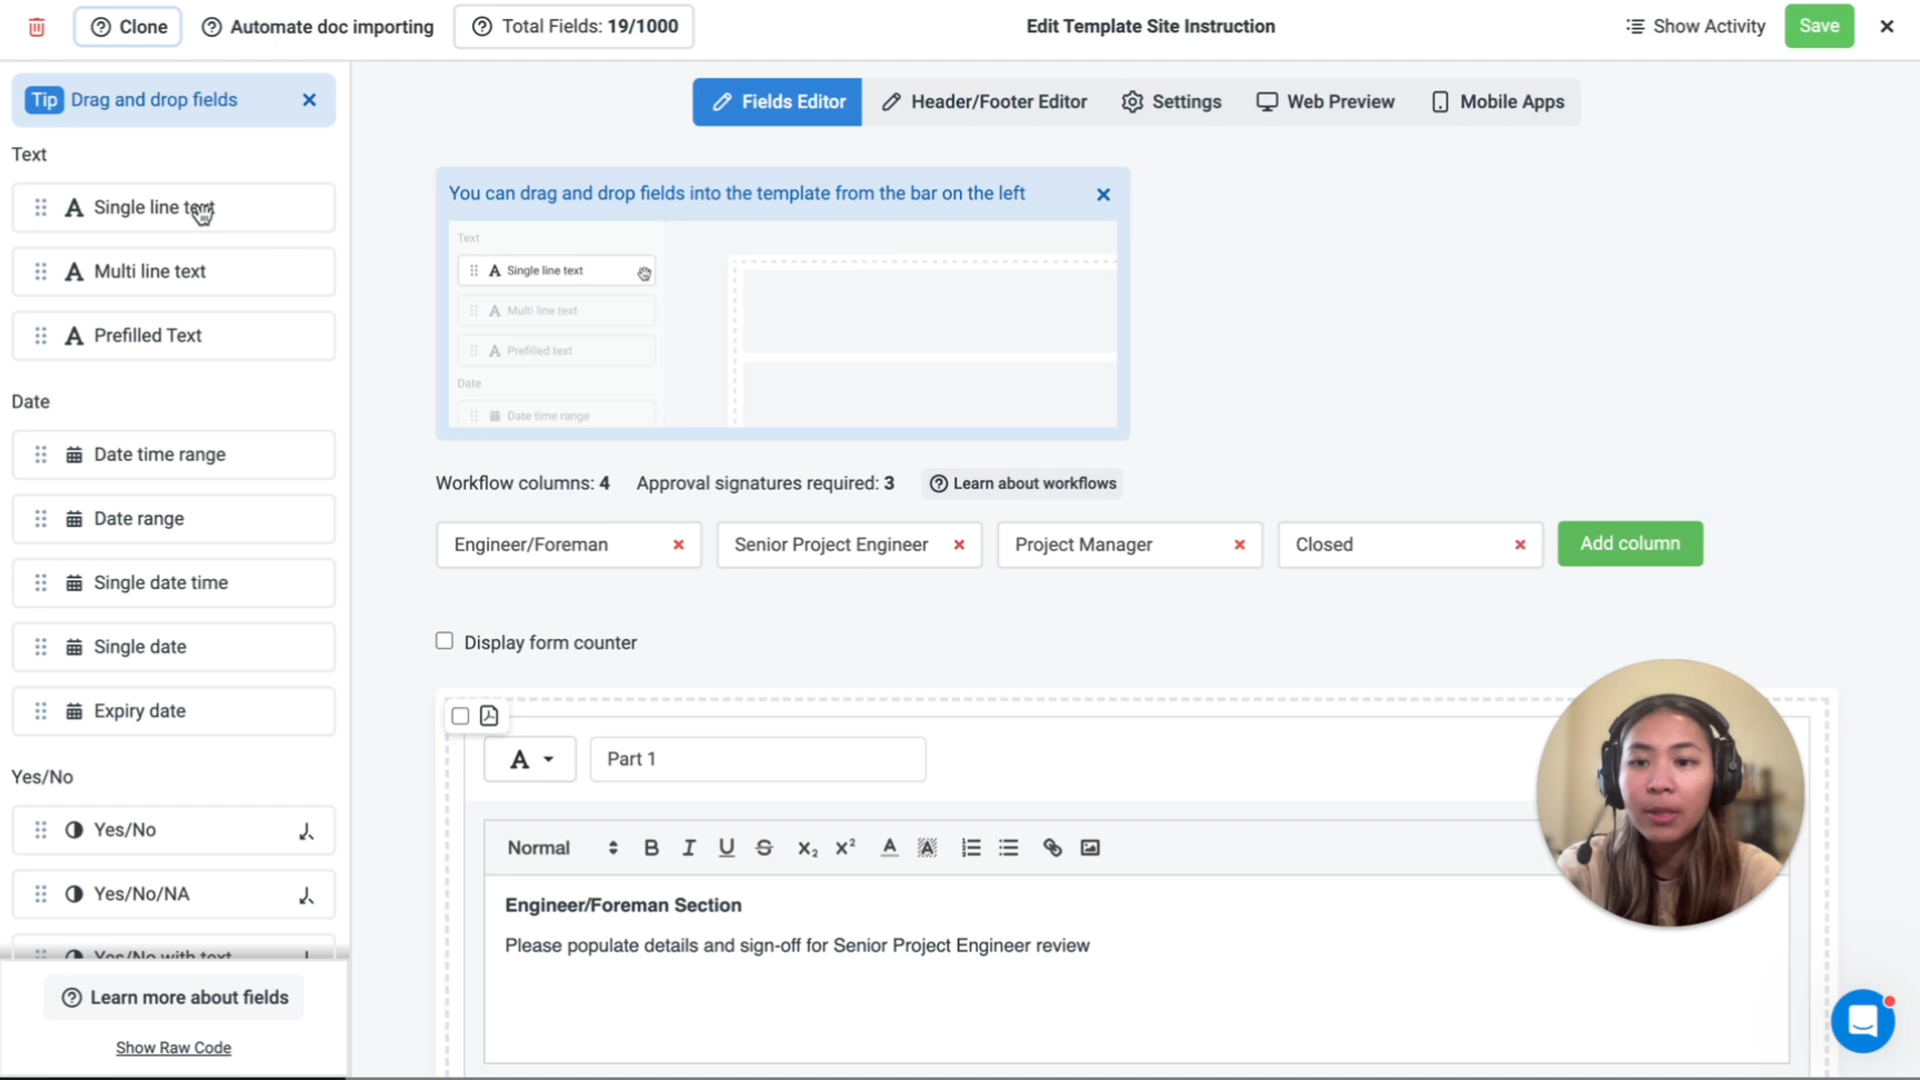 Clone
Automate doc importing
Total Fields: 19/1000
Edit Template Site Instruction
Show Activity
Save
Tip Drag and drop fields
Text
Single line text
Multi line text
Prefilled Text
Date
Date time range
Date range
Single date time
Single date
Expiry date
Yes/No
Yes/No
Yes/No/NA
Yes/No with text
Learn more about fields
Show Raw Code
Fields Editor
Header/Footer Editor
Settings
Web Preview
Mobile Apps
You can drag and drop fields into the template from the bar on the left
Text
Single line text
Multi line text
Prefilled text
Date
Date time range
Workflow columns: 4
Approval signatures required: 3
Learn about workflows
Engineer/Foreman
Senior Project Engineer
Project Manager
Closed
Add column
Display form counter
Part 1
Normal
Engineer/Foreman Section
Please populate details and sign-off for Senior Project Engineer review